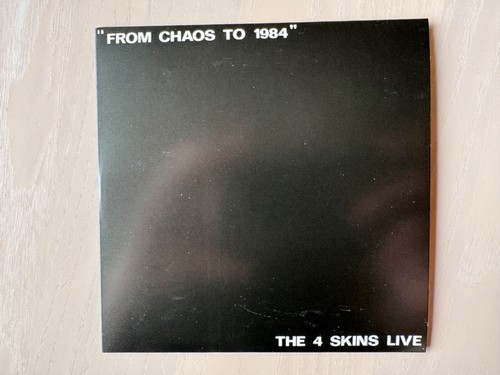 "FROM CHAOS TO 1984"
THE 4 SKINS LIVE